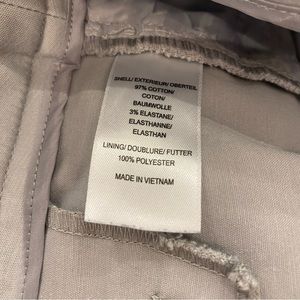 SHELL/ EXTERIEUR/ OBERTEIL
97% COTTON/
COTON/
BAUMWOLLE
3% ELASTANE/
ELASTHANNE/
ELASTHAN
LINING/ DOUBLURE/ FUTTER
100% POLYESTER
MADE IN VIETNAM